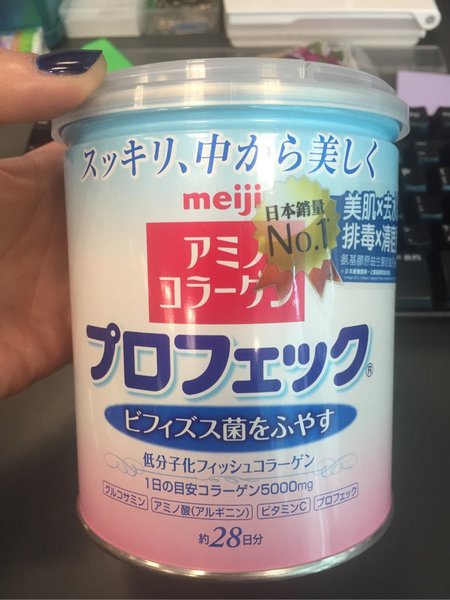 スッキリ、中から美しく
meiji
日本銷量
No.1
美肌×去水
排毒×清宿
アミノ
コラーゲン
プロフェック®
ビフィズス菌をふやす
低分子化フィッシュコラーゲン
1日の目安コラーゲン5000mg
グルコサミン アミノ酸(アルギニン) ビタミンC プロフェック
約28日分